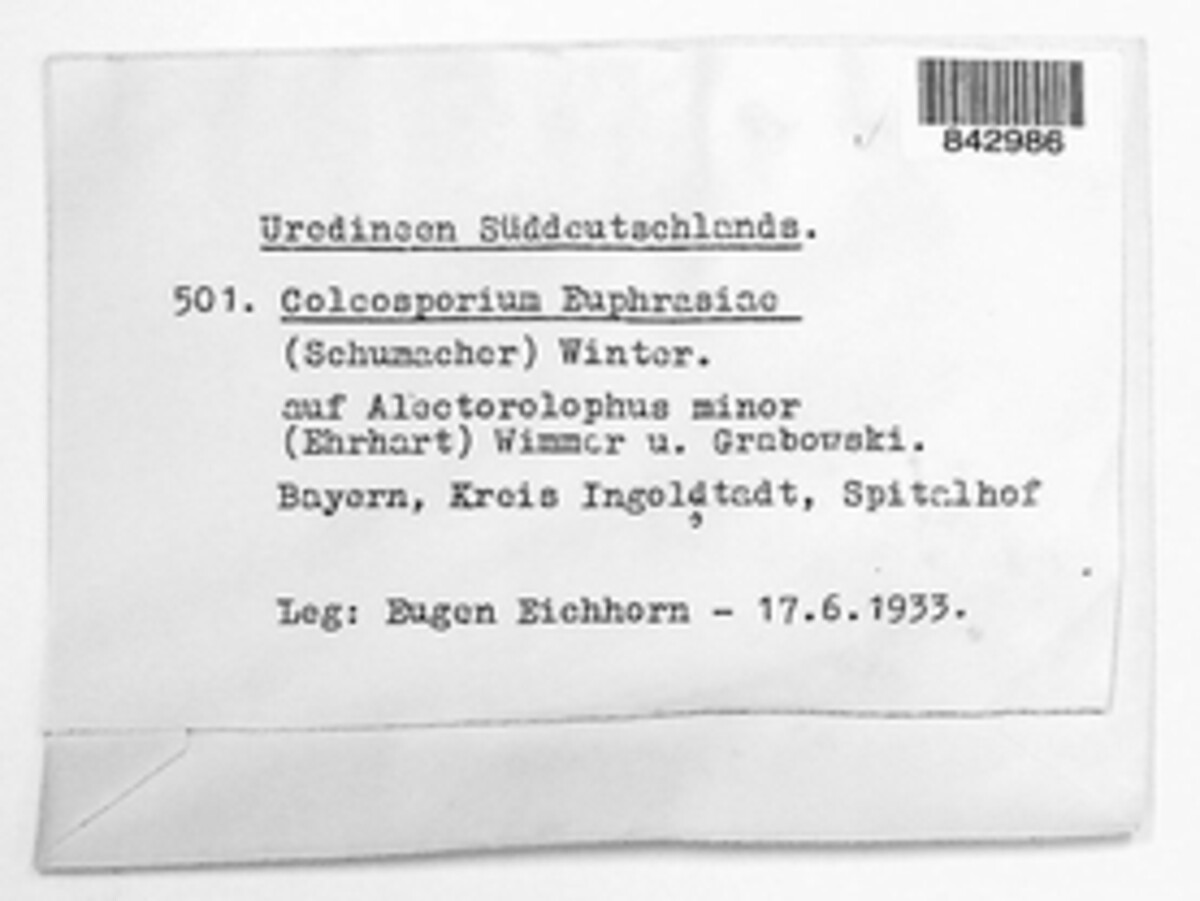 842986
Uredineen Süddeutschlands.
501. Coleosporium Euphrasiae
(Schumacher) Winter.
auf Alectorolophus minor
(Ehrhart) Wimmer u. Grabowski.
Bayern, Kreis Ingolstadt, Spitalhof
Leg: Eugen Eichhorn - 17.6.1933.